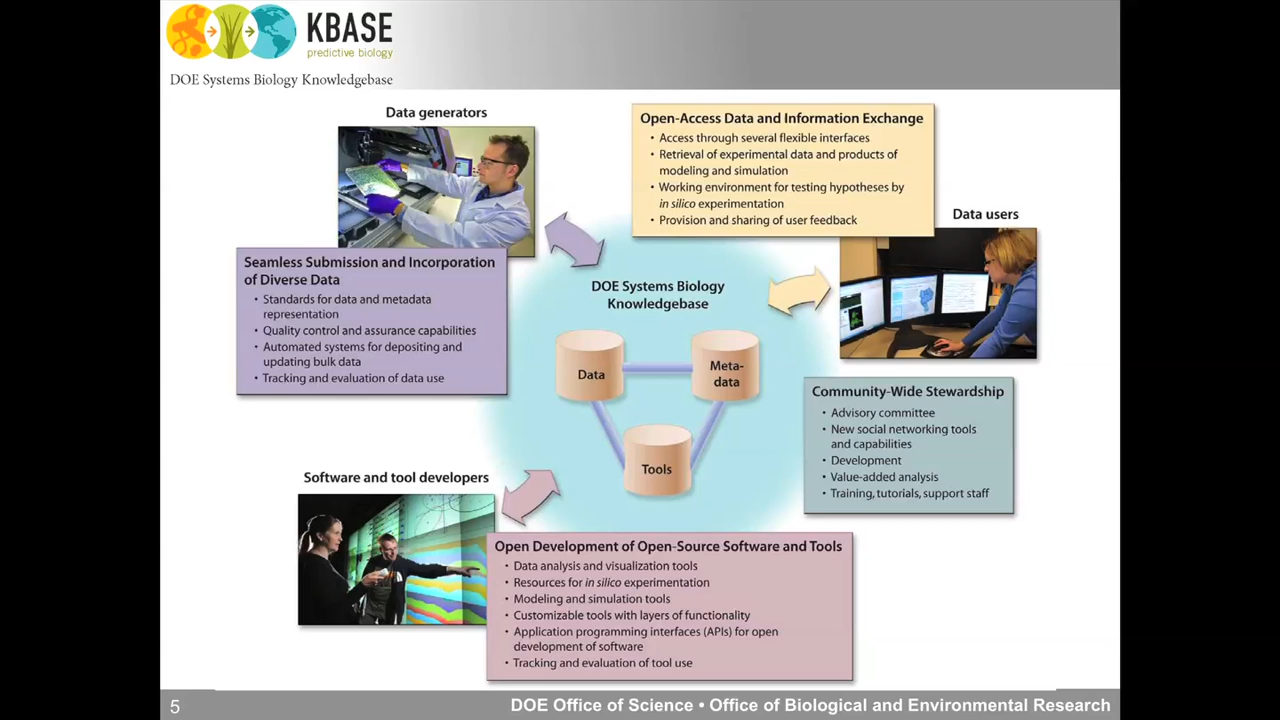 KBASE
predictive biology
DOE Systems Biology Knowledgebase
Data generators
Open-Access Data and Information Exchange
• Access through several flexible interfaces
• Retrieval of experimental data and products of
modeling and simulation
• Working environment for testing hypotheses by
in silico experimentation
• Provision and sharing of user feedback
Data users
Seamless Submission and Incorporation
of Diverse Data
• Standards for data and metadata
representation
• Quality control and assurance capabilities
• Automated systems for depositing and
updating bulk data
• Tracking and evaluation of data use
DOE Systems Biology
Knowledgebase
Data
Meta-
data
Tools
Community-Wide Stewardship
• Advisory committee
• New social networking tools
and capabilities
• Development
• Value-added analysis
• Training, tutorials, support staff
Software and tool developers
Open Development of Open-Source Software and Tools
• Data analysis and visualization tools
• Resources for in silico experimentation
• Modeling and simulation tools
• Customizable tools with layers of functionality
• Application programming interfaces (APIs) for open
development of software
• Tracking and evaluation of tool use
5
DOE Office of Science • Office of Biological and Environmental Research